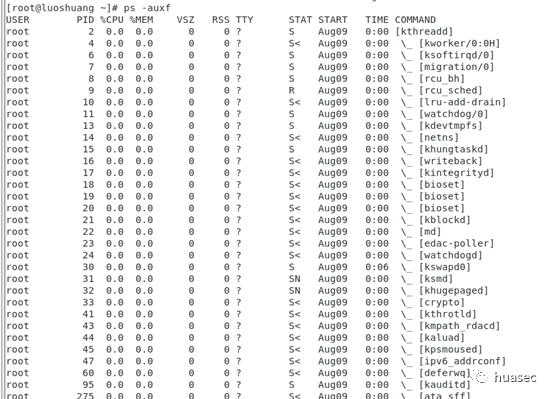 [root@luoshuang ~]# ps -auxf
USER PID %CPU %MEM VSZ RSS TTY STAT START TIME COMMAND
root 2 0.0 0.0 0 0 ? S Aug09 0:00 [kthreadd]
root 4 0.0 0.0 0 0 ? S< Aug09 0:00 \_ [kworker/0:0H]
root 6 0.0 0.0 0 0 ? S Aug09 0:00 \_ [ksoftirqd/0]
root 7 0.0 0.0 0 0 ? S Aug09 0:00 \_ [migration/0]
root 8 0.0 0.0 0 0 ? S Aug09 0:00 \_ [rcu_bh]
root 9 0.0 0.0 0 0 ? R Aug09 0:00 \_ [rcu_sched]
root 10 0.0 0.0 0 0 ? S< Aug09 0:00 \_ [lru-add-drain]
root 11 0.0 0.0 0 0 ? S Aug09 0:00 \_ [watchdog/0]
root 13 0.0 0.0 0 0 ? S Aug09 0:00 \_ [kdevtmpfs]
root 14 0.0 0.0 0 0 ? S< Aug09 0:00 \_ [netns]
root 15 0.0 0.0 0 0 ? S Aug09 0:00 \_ [khungtaskd]
root 16 0.0 0.0 0 0 ? S< Aug09 0:00 \_ [writeback]
root 17 0.0 0.0 0 0 ? S< Aug09 0:00 \_ [kintegrityd]
root 18 0.0 0.0 0 0 ? S< Aug09 0:00 \_ [bioset]
root 19 0.0 0.0 0 0 ? S< Aug09 0:00 \_ [bioset]
root 20 0.0 0.0 0 0 ? S< Aug09 0:00 \_ [bioset]
root 21 0.0 0.0 0 0 ? S< Aug09 0:00 \_ [kblockd]
root 22 0.0 0.0 0 0 ? S< Aug09 0:00 \_ [md]
root 23 0.0 0.0 0 0 ? S< Aug09 0:00 \_ [edac-poller]
root 24 0.0 0.0 0 0 ? S< Aug09 0:00 \_ [watchdogd]
root 30 0.0 0.0 0 0 ? S Aug09 0:06 \_ [kswapd0]
root 31 0.0 0.0 0 0 ? SN Aug09 0:00 \_ [ksmd]
root 32 0.0 0.0 0 0 ? SN Aug09 0:00 \_ [khugepaged]
root 33 0.0 0.0 0 0 ? S< Aug09 0:00 \_ [crypto]
root 41 0.0 0.0 0 0 ? S< Aug09 0:00 \_ [kthrotld]
root 43 0.0 0.0 0 0 ? S< Aug09 0:00 \_ [kmpath_rdacd]
root 44 0.0 0.0 0 0 ? S< Aug09 0:00 \_ [kaluad]
root 45 0.0 0.0 0 0 ? S< Aug09 0:00 \_ [kpsmoused]
root 47 0.0 0.0 0 0 ? S< Aug09 0:00 \_ [ipv6_addrconf]
root 60 0.0 0.0 0 0 ? S< Aug09 0:00 \_ [deferwq]
root 95 0.0 0.0 0 0 ? S Aug09 0:00 \_ [kauditd]
root 275 0.0 0.0 0 0 ? S< Aug09 0:00 \_ [ata_sff]
huasec